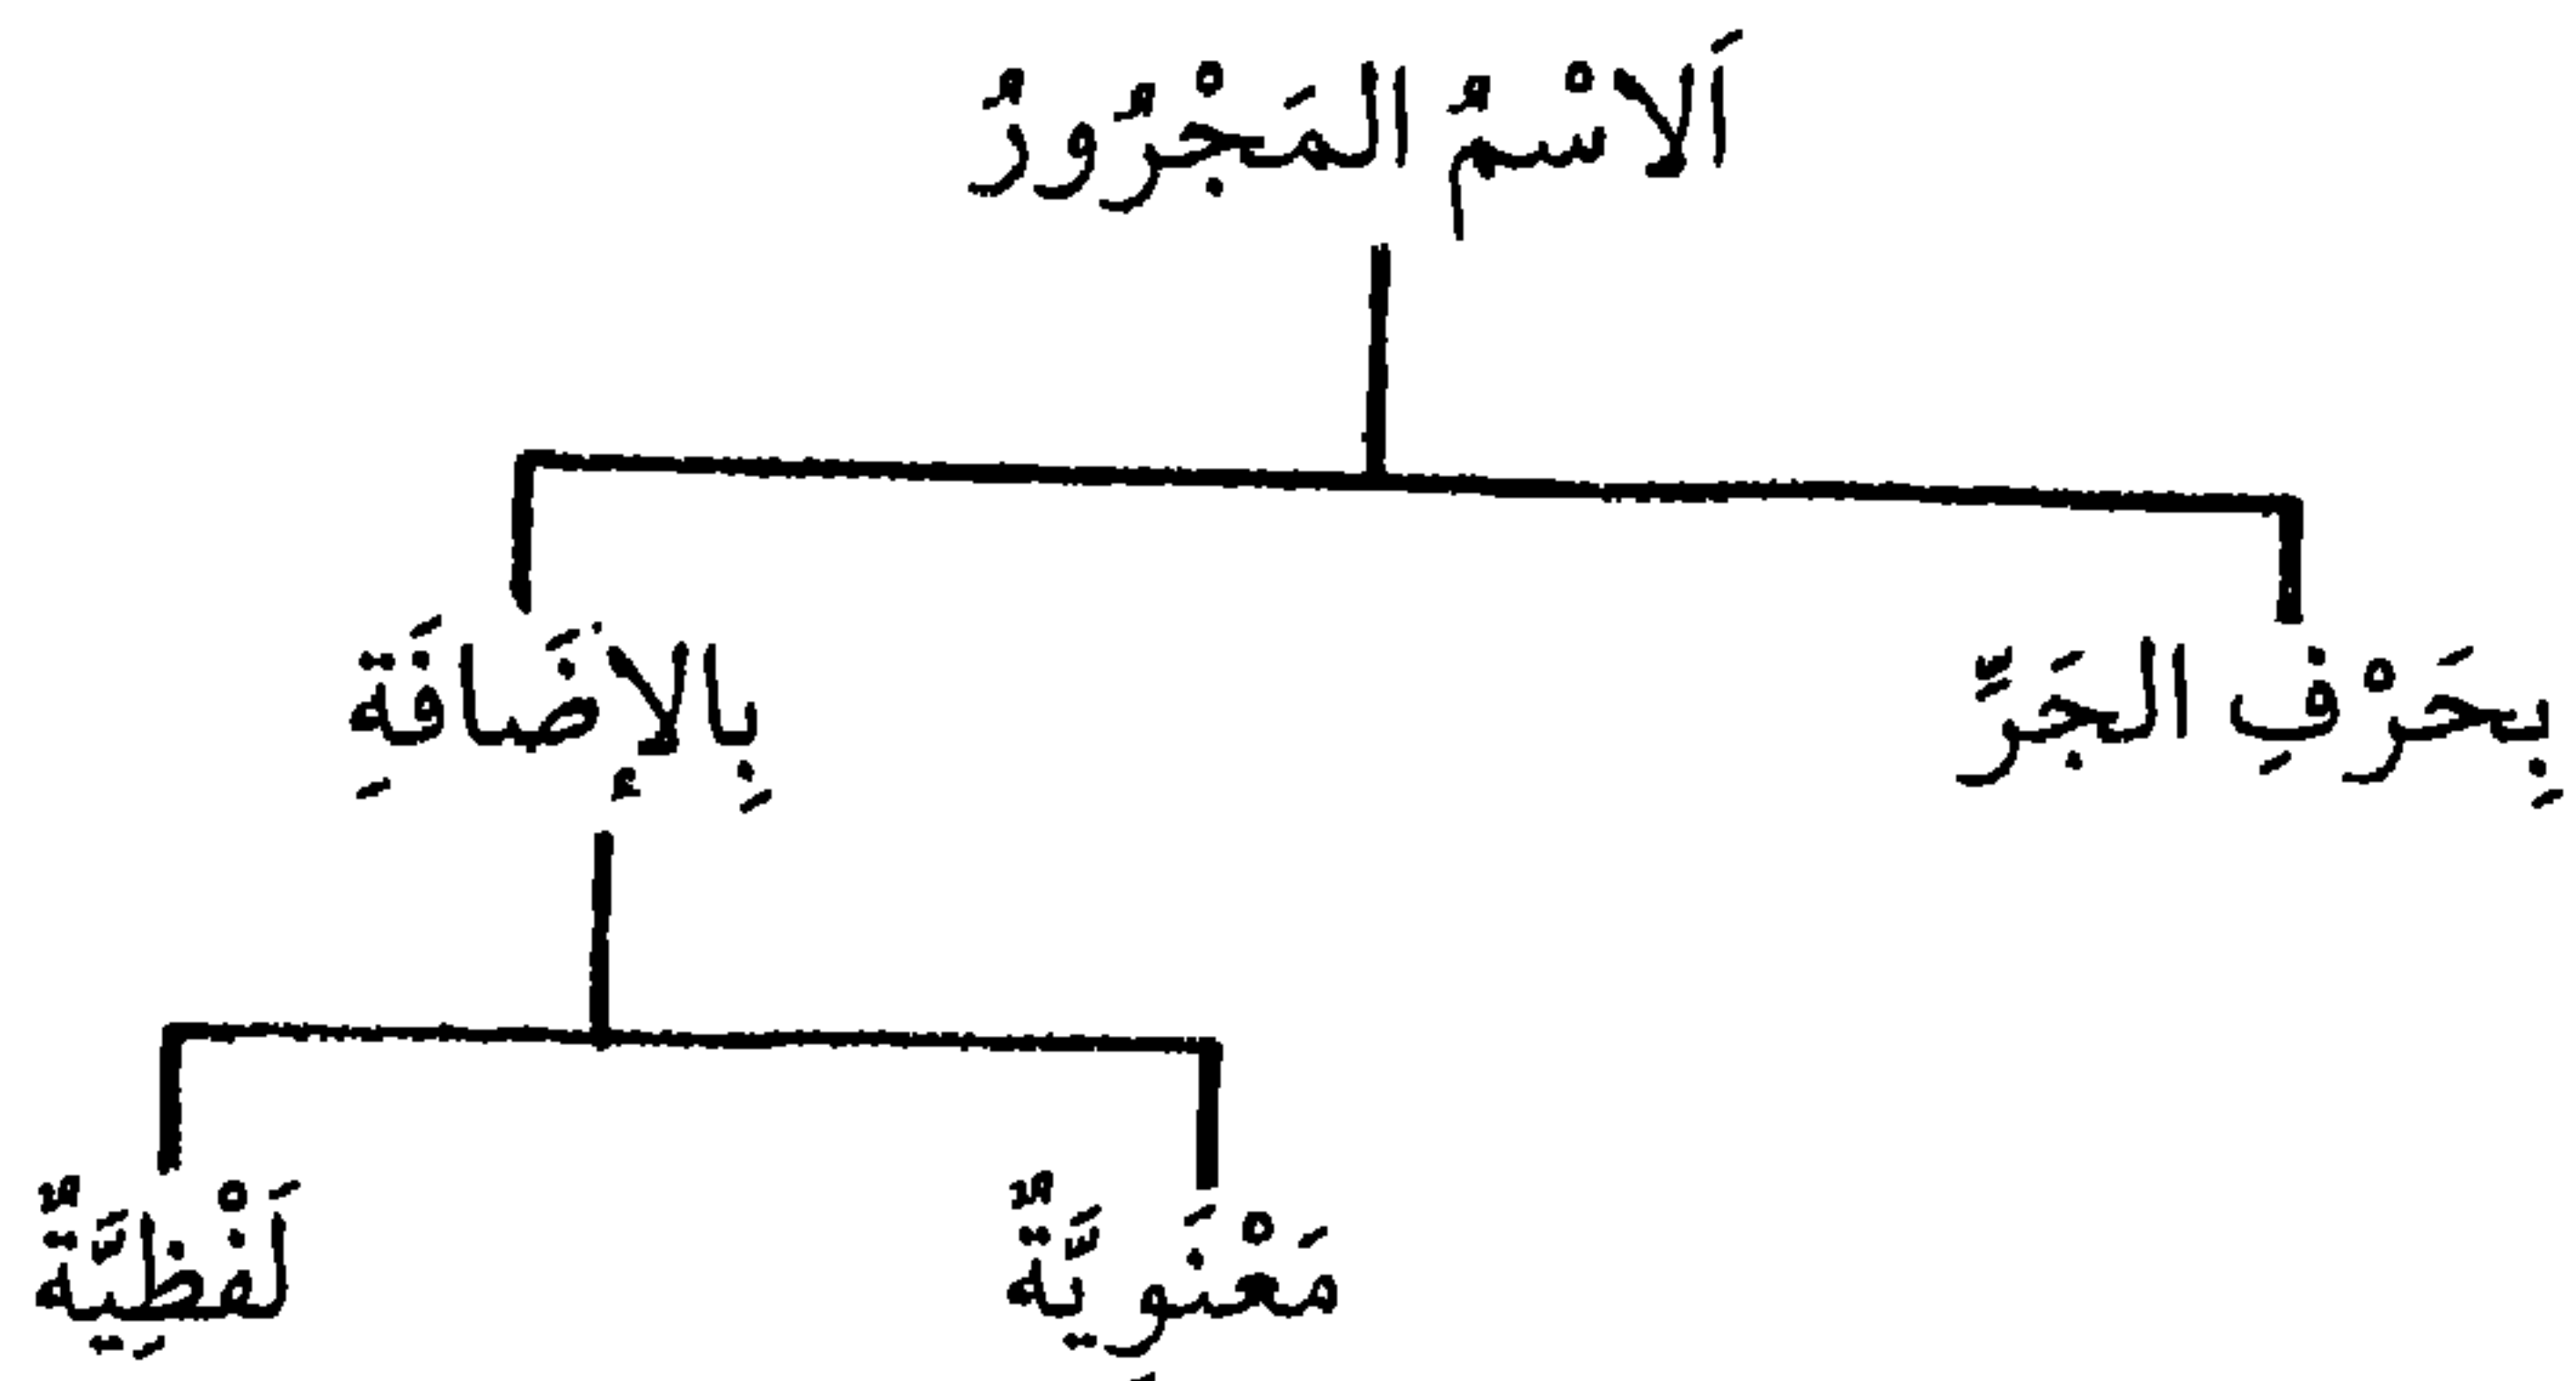 اَلاسْمُ المَجْرُورُ
بِحَرْفِ الجَرِّ
بِالإِضَافَةِ
مَعْنَوِيَّةٌ
لَفْظِيَّةٌ